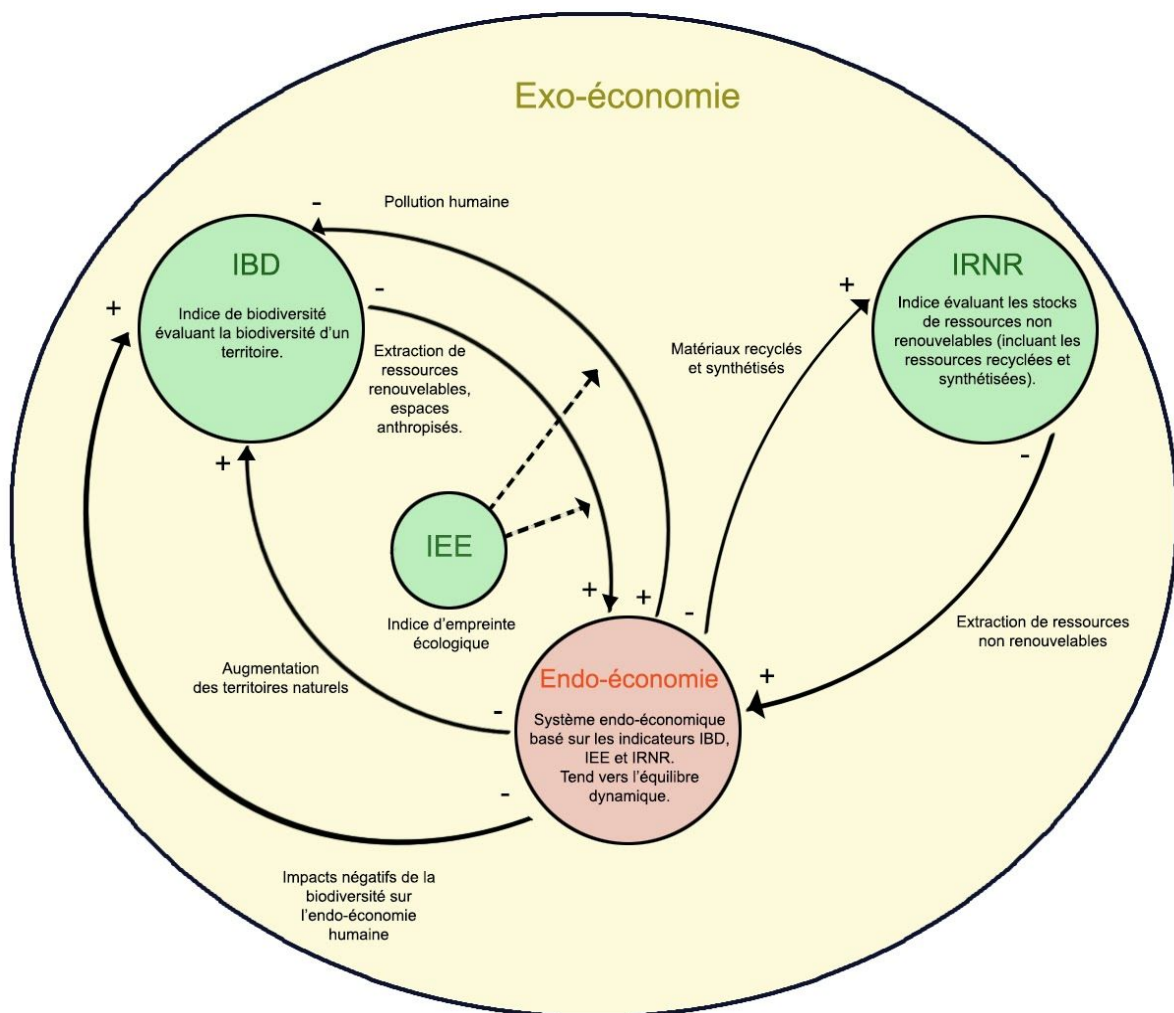 Exo-économie
-
Pollution humaine
IBD
Indice de biodiversité
évaluant la biodiversité d'un
territoire.
+
-
Extraction de
ressources
renouvelables,
espaces
anthropisés.
+
IRNR
Indice évaluant les stocks
de ressources non
renouvelables (incluant les
ressources recyclées et
synthétisées).
+
-
Matériaux recyclés
et synthétisés
IEE
Indice d'empreinte
écologique
+
+
-
Extraction de ressources
non renouvelables
+
Augmentation
des territoires naturels
-
Endo-économie
Système endo-économique
basé sur les indicateurs IBD,
IEE et IRNR.
Tend vers l'équilibre
dynamique.
-
Impacts négatifs de la
biodiversité sur
l'endo-économie
humaine